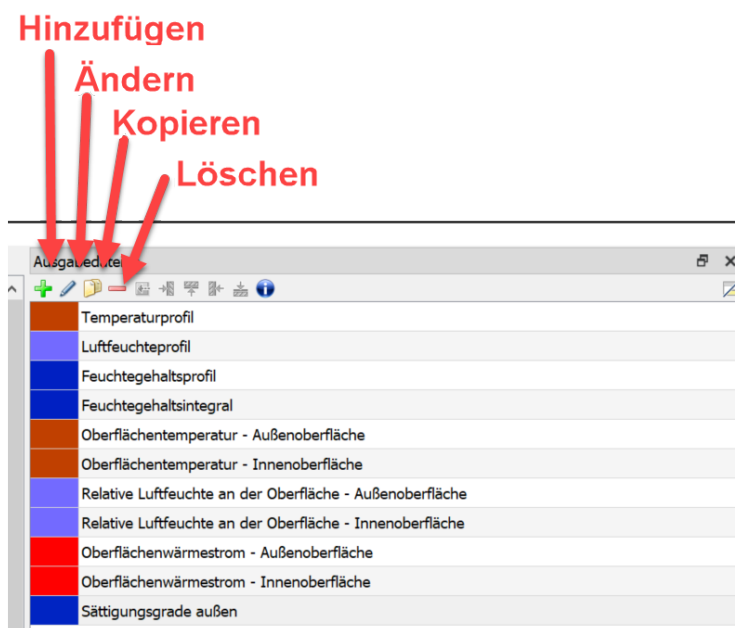 Hinzufügen
Ändern
Kopieren
Löschen
Temperaturprofil
Luftfeuchteprofil
Feuchtegehaltsprofil
Feuchtegehaltsintegral
Oberflächentemperatur - Außenoberfläche
Oberflächentemperatur - Innenoberfläche
Relative Luftfeuchte an der Oberfläche - Außenoberfläche
Relative Luftfeuchte an der Oberfläche - Innenoberfläche
Oberflächenwärmestrom - Außenoberfläche
Oberflächenwärmestrom - Innenoberfläche
Sättigungsgrade außen